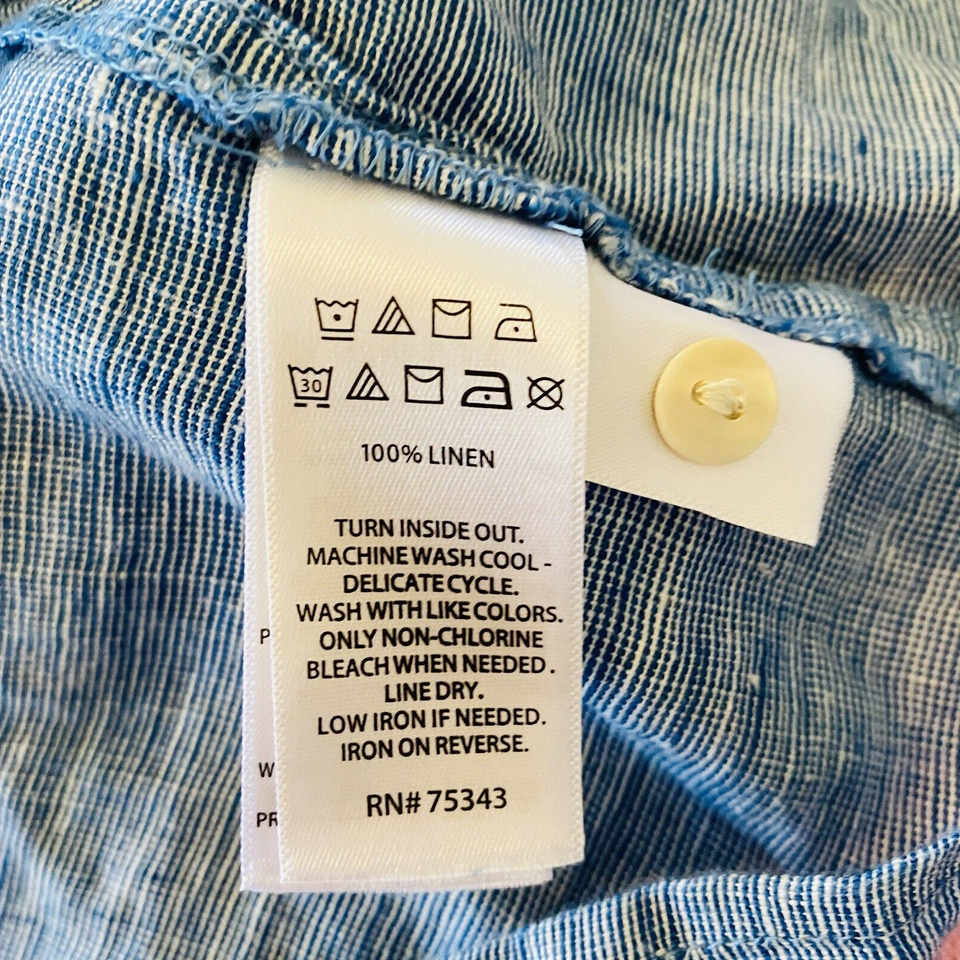 30
100% LINEN
TURN INSIDE OUT.
MACHINE WASH COOL -
DELICATE CYCLE.
WASH WITH LIKE COLORS.
ONLY NON-CHLORINE
BLEACH WHEN NEEDED.
LINE DRY.
LOW IRON IF NEEDED.
IRON ON REVERSE.
RN# 75343